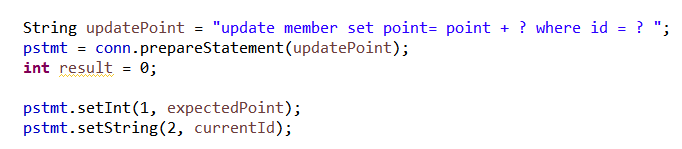 String updatePoint = "update member set point= point + ? where id = ? ";
pstmt = conn.prepareStatement(updatePoint);
int result = 0;
pstmt.setInt(1, expectedPoint);
pstmt.setString(2, currentId);